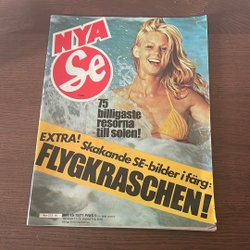 NYA
Se
75
billigaste
resorna
till solen!
EXTRA! Skakande SE-bilder i färg:
FLYGKRASCHEN!